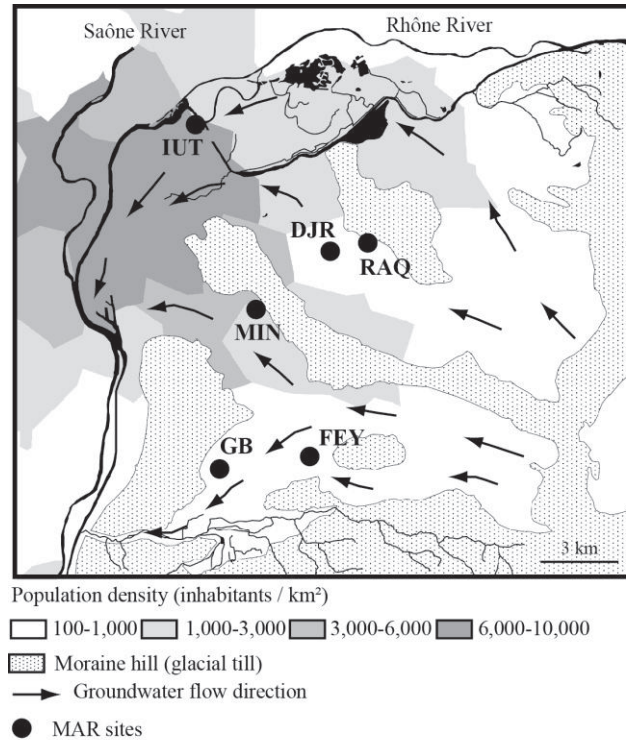 Saône River
Rhône River
IUT
DJR
RAQ
MIN
GB
FEY
3 km
Population density (inhabitants / km²)
100-1,000 1,000-3,000 3,000-6,000 6,000-10,000
Moraine hill (glacial till)
Groundwater flow direction
MAR sites